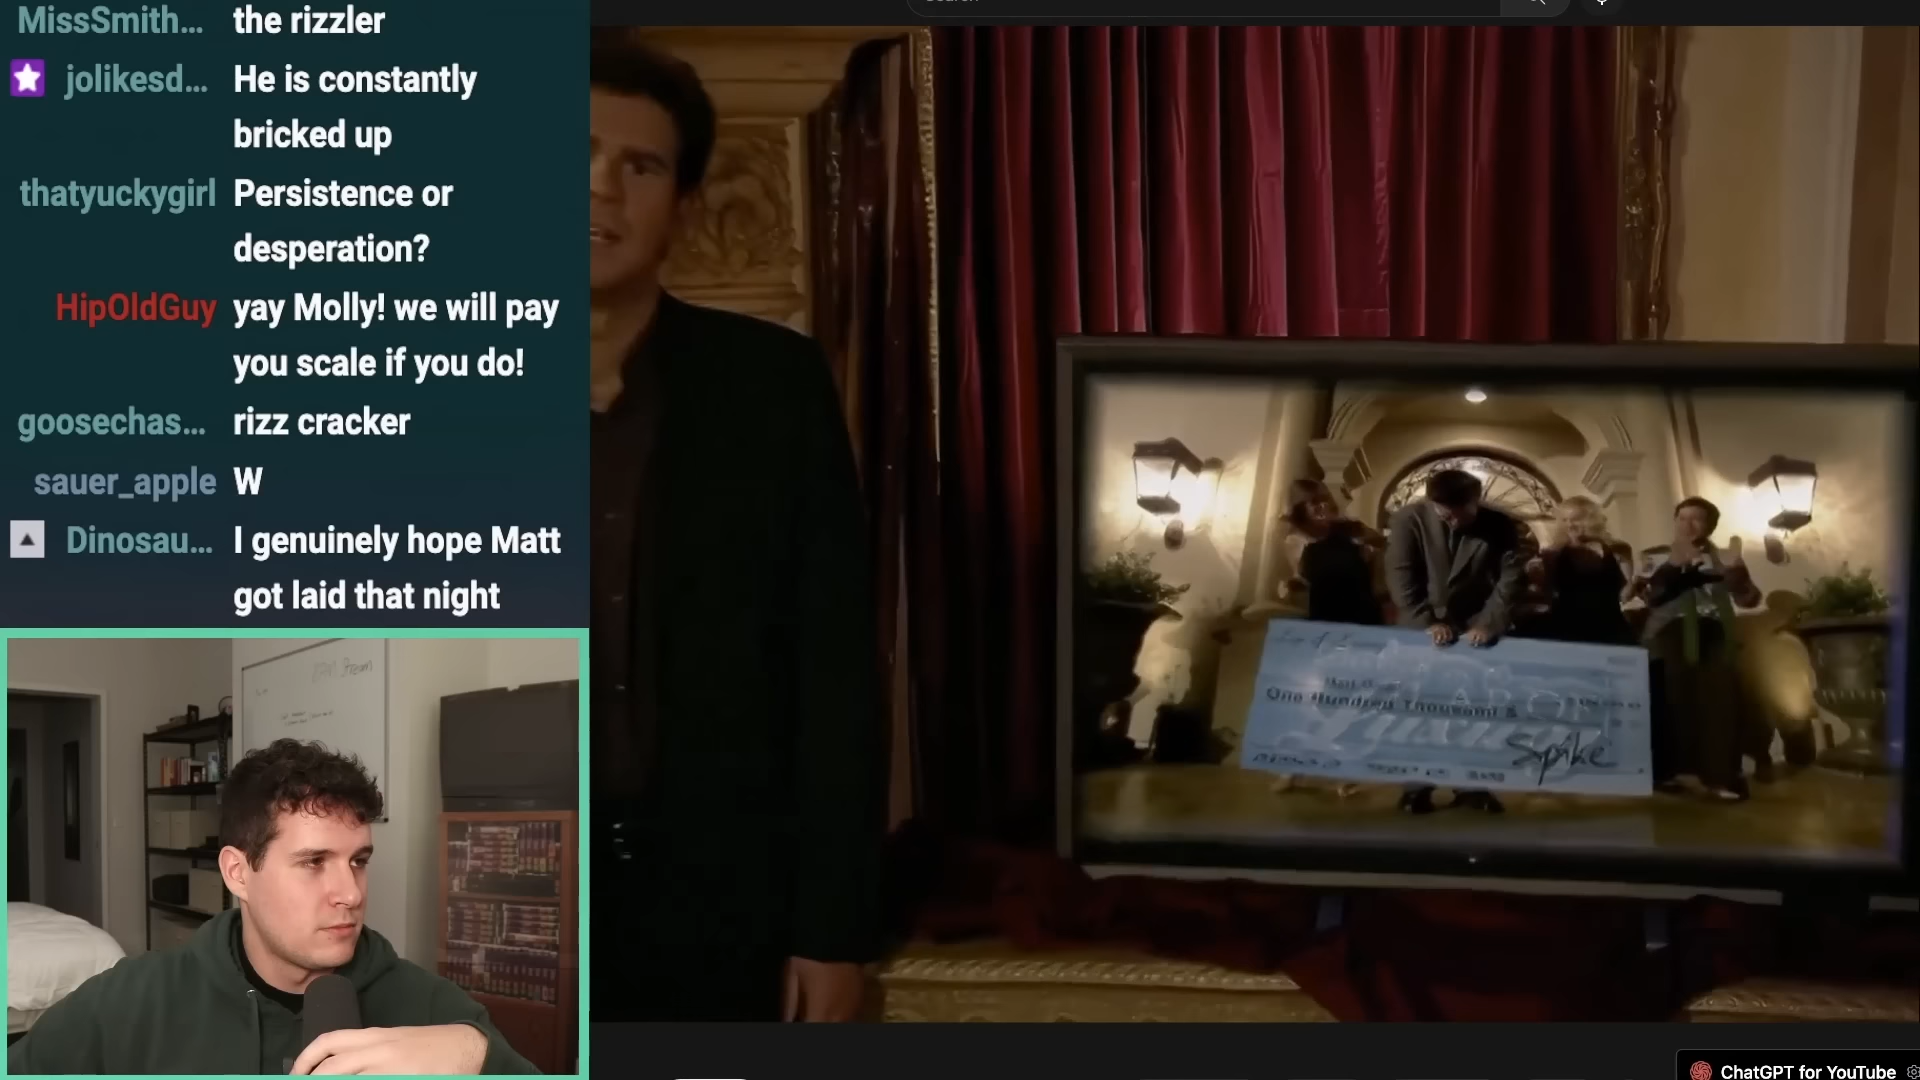 MissSmith... the rizzler
jolikesd... He is constantly
bricked up
thatyuckygirl Persistence or
desperation?
HipOldGuy yay Molly! we will pay
you scale if you do!
goosechas... rizz cracker
sauer_apple W
Dinosau... I genuinely hope Matt
got laid that night
One Hundred Thousand $
Spike
ChatGPT for YouTube